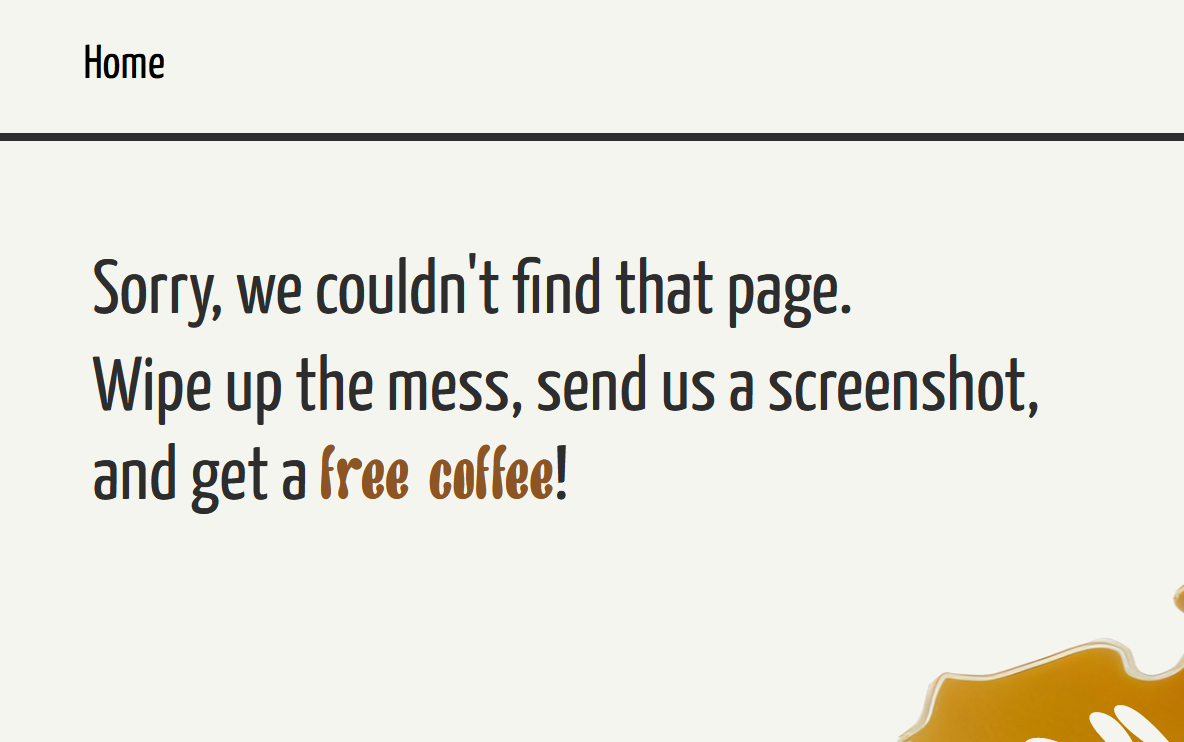 Home
Sorry, we couldn't find that page.
Wipe up the mess, send us a screenshot,
and get a free coffee!